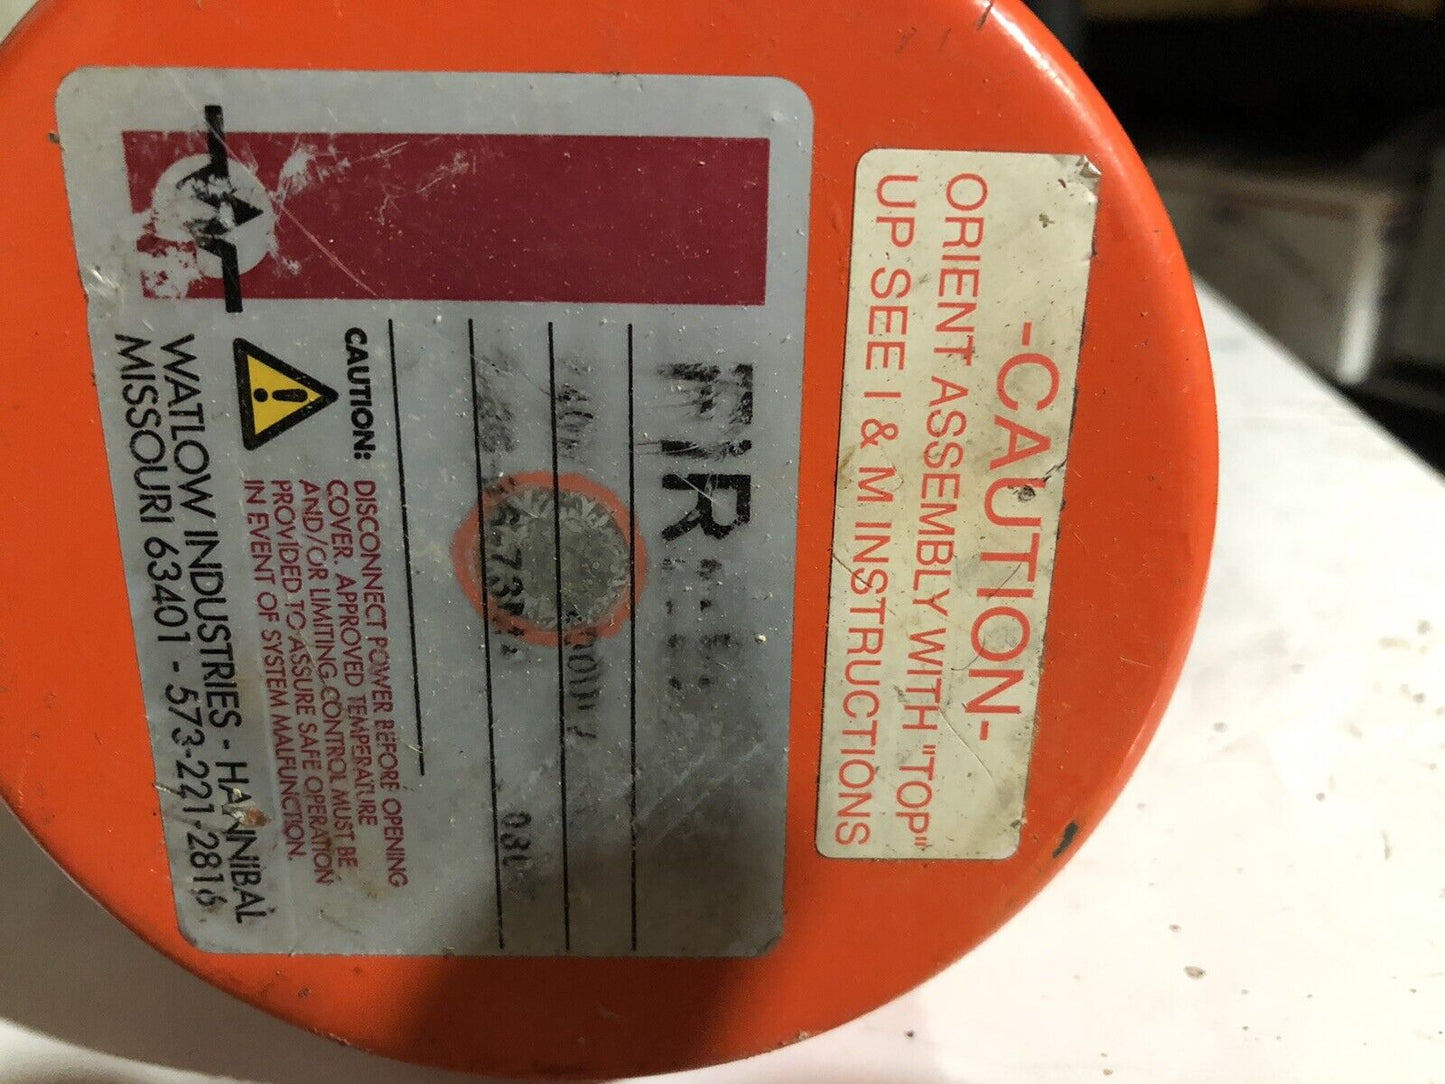 -CAUTION-
ORIENT ASSEMBLY WITH "TOP"
UP SEE I & M INSTRUCTIONS
CAUTION: DISCONNECT POWER BEFORE OPENING
COVER. APPROVED TEMPERATURE
AND/OR LIMITING CONTROL MUST BE
PROVIDED TO ASSURE SAFE OPERATION
IN EVENT OF SYSTEM MALFUNCTION.
WATLOW INDUSTRIES - HANNIBAL
MISSOURI 63401 - 573-221-2816